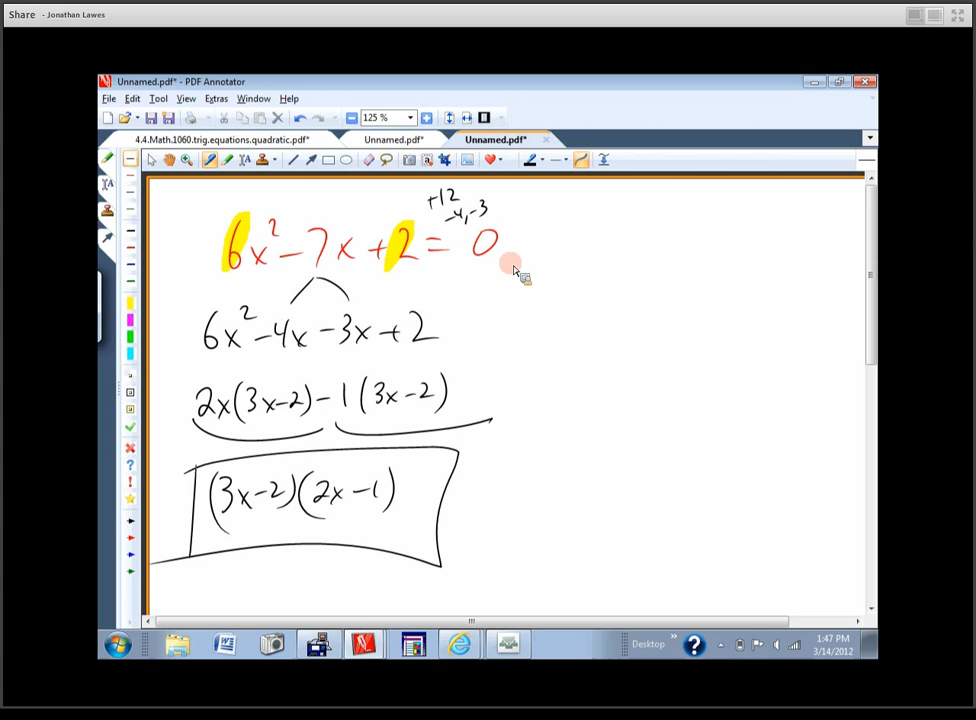 Share - Jonathan Lawes
Unnamed.pdf* - PDF Annotator
File Edit Tool View Extras Window Help
125 %
4.4.Math.1060.trig.equations.quadratic.pdf* Unnamed.pdf* Unnamed.pdf*
+12
-4,-3
6x² - 7x + 2 = 0
6x² - 4x - 3x + 2
2x(3x-2) - 1(3x-2)
(3x-2)(2x-1)
Desktop
1:47 PM
3/14/2012